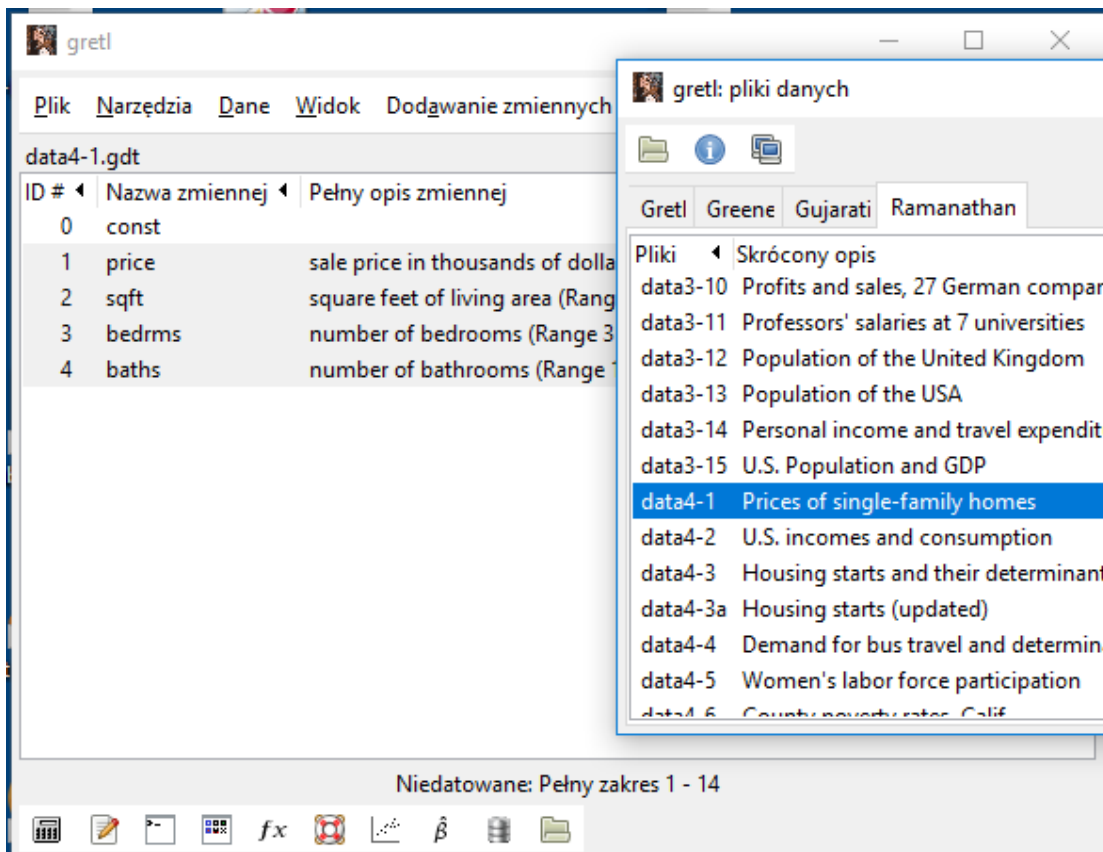 gretl
Plik Narzędzia Dane Widok Dodawanie zmiennych
data4-1.gdt
ID # Nazwa zmiennej Pełny opis zmiennej
0 const
1 price sale price in thousands of dolla
2 sqft square feet of living area (Rang
3 bedrms number of bedrooms (Range 3
4 baths number of bathrooms (Range
Niedatowane: Pełny zakres 1 - 14
fx
β̂
gretl: pliki danych
Gretl Greene Gujarati Ramanathan
Pliki Skrócony opis
data3-10 Profits and sales, 27 German compar
data3-11 Professors' salaries at 7 universities
data3-12 Population of the United Kingdom
data3-13 Population of the USA
data3-14 Personal income and travel expendit
data3-15 U.S. Population and GDP
data4-1 Prices of single-family homes
data4-2 U.S. incomes and consumption
data4-3 Housing starts and their determinant
data4-3a Housing starts (updated)
data4-4 Demand for bus travel and determin
data4-5 Women's labor force participation
data4-6 County poverty rates, Calif